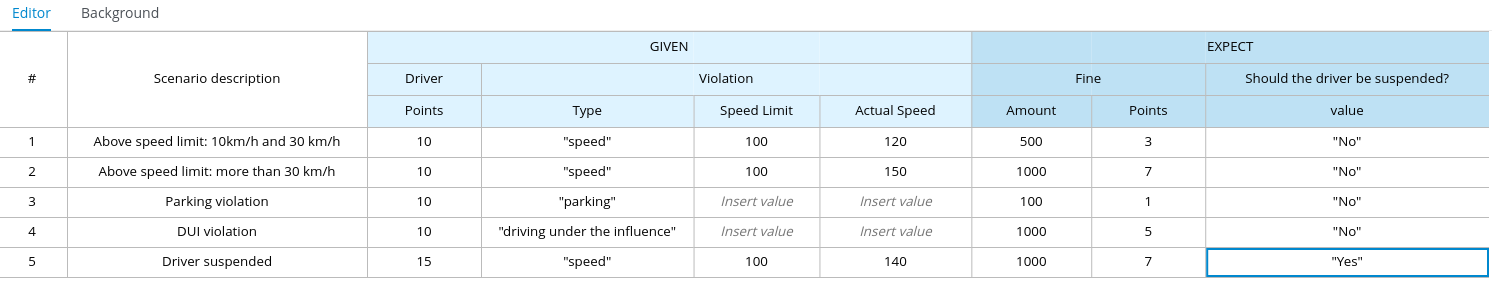 Editor Background
GIVEN EXPECT
# Scenario description Driver Violation Fine Should the driver be suspended?
Points Type Speed Limit Actual Speed Amount Points value
1 Above speed limit: 10km/h and 30 km/h 10 "speed" 100 120 500 3 "No"
2 Above speed limit: more than 30 km/h 10 "speed" 100 150 1000 7 "No"
3 Parking violation 10 "parking" Insert value Insert value 100 1 "No"
4 DUI violation 10 "driving under the influence" Insert value Insert value 1000 5 "No"
5 Driver suspended 15 "speed" 100 140 1000 7 "Yes"